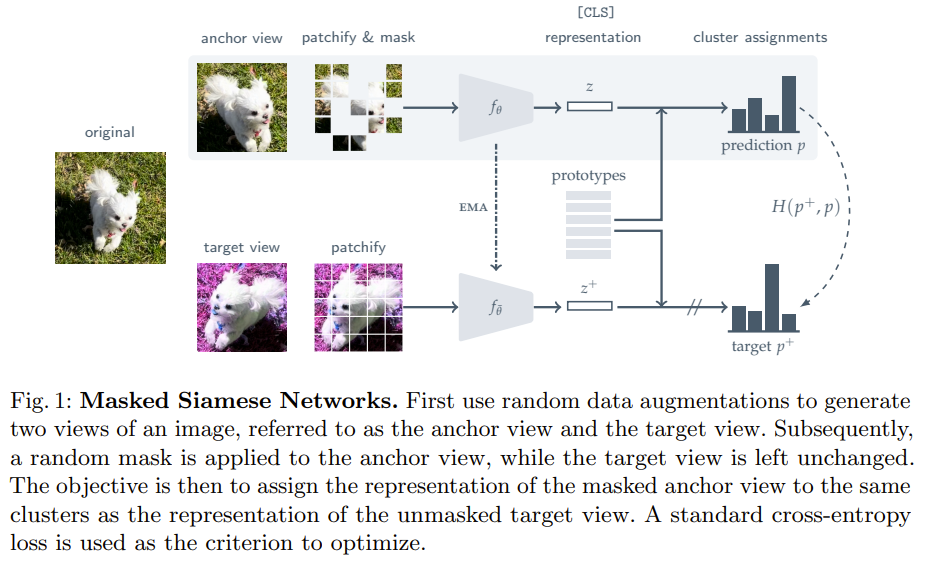 [CLS]
anchor view patchify & mask representation cluster assignments
z
fθ
original
prediction p
prototypes
EMA
H(p⁺, p)
target view patchify
z⁺
fθ̄
//
target p⁺
Fig. 1: Masked Siamese Networks. First use random data augmentations to generate
two views of an image, referred to as the anchor view and the target view. Subsequently,
a random mask is applied to the anchor view, while the target view is left unchanged.
The objective is then to assign the representation of the masked anchor view to the same
clusters as the representation of the unmasked target view. A standard cross-entropy
loss is used as the criterion to optimize.